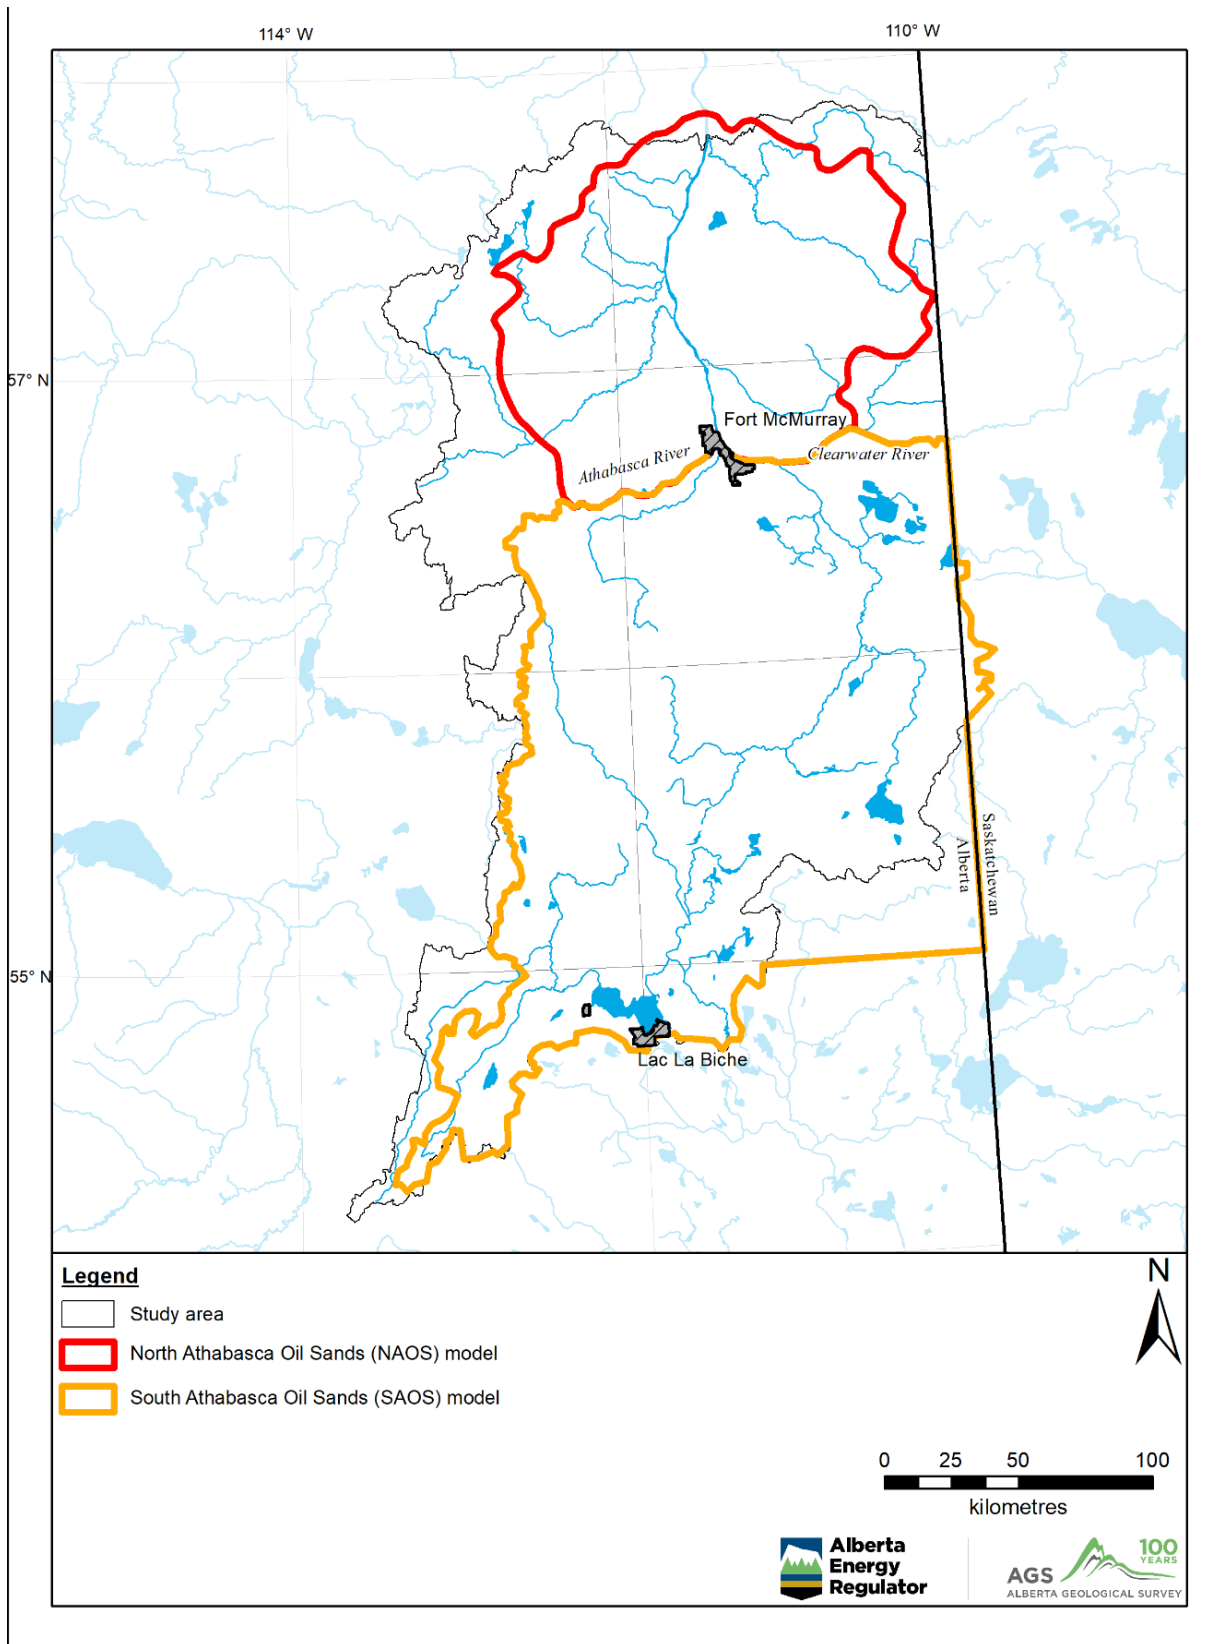 114° W
110° W
57° N
Fort McMurray
Athabasca River
Clearwater River
Saskatchewan
Alberta
55° N
Lac La Biche
Legend
Study area
North Athabasca Oil Sands (NAOS) model
South Athabasca Oil Sands (SAOS) model
N
0 25 50 100
kilometres
Alberta
Energy
Regulator
100
YEARS
AGS
ALBERTA GEOLOGICAL SURVEY